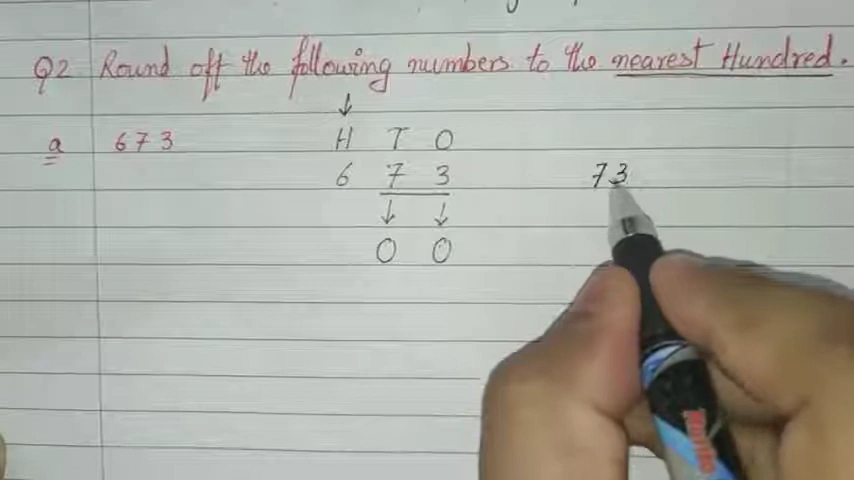 Q2 Round off the following numbers to the nearest Hundred.
↓
a 673 H T O
6 7 3 73
↓ ↓
0 0